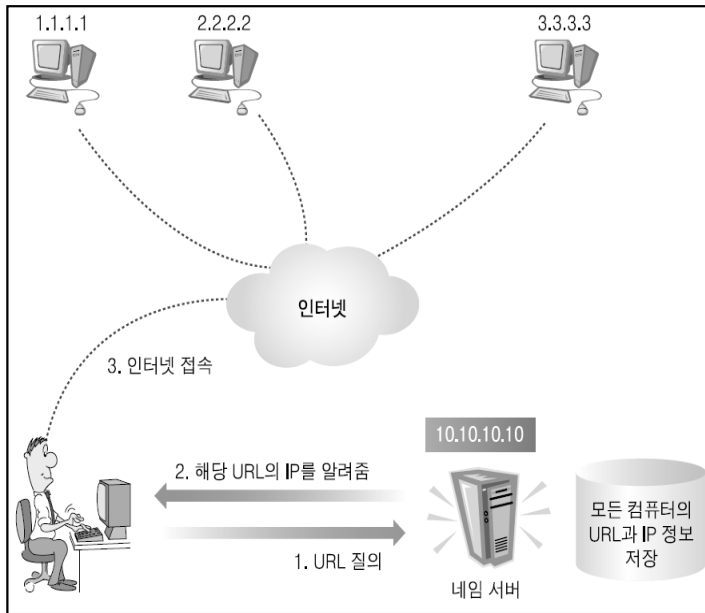 1.1.1.1
2.2.2.2
3.3.3.3
인터넷
3. 인터넷 접속
10.10.10.10
2. 해당 URL의 IP를 알려줌
1. URL 질의
네임 서버
모든 컴퓨터의
URL과 IP 정보
저장